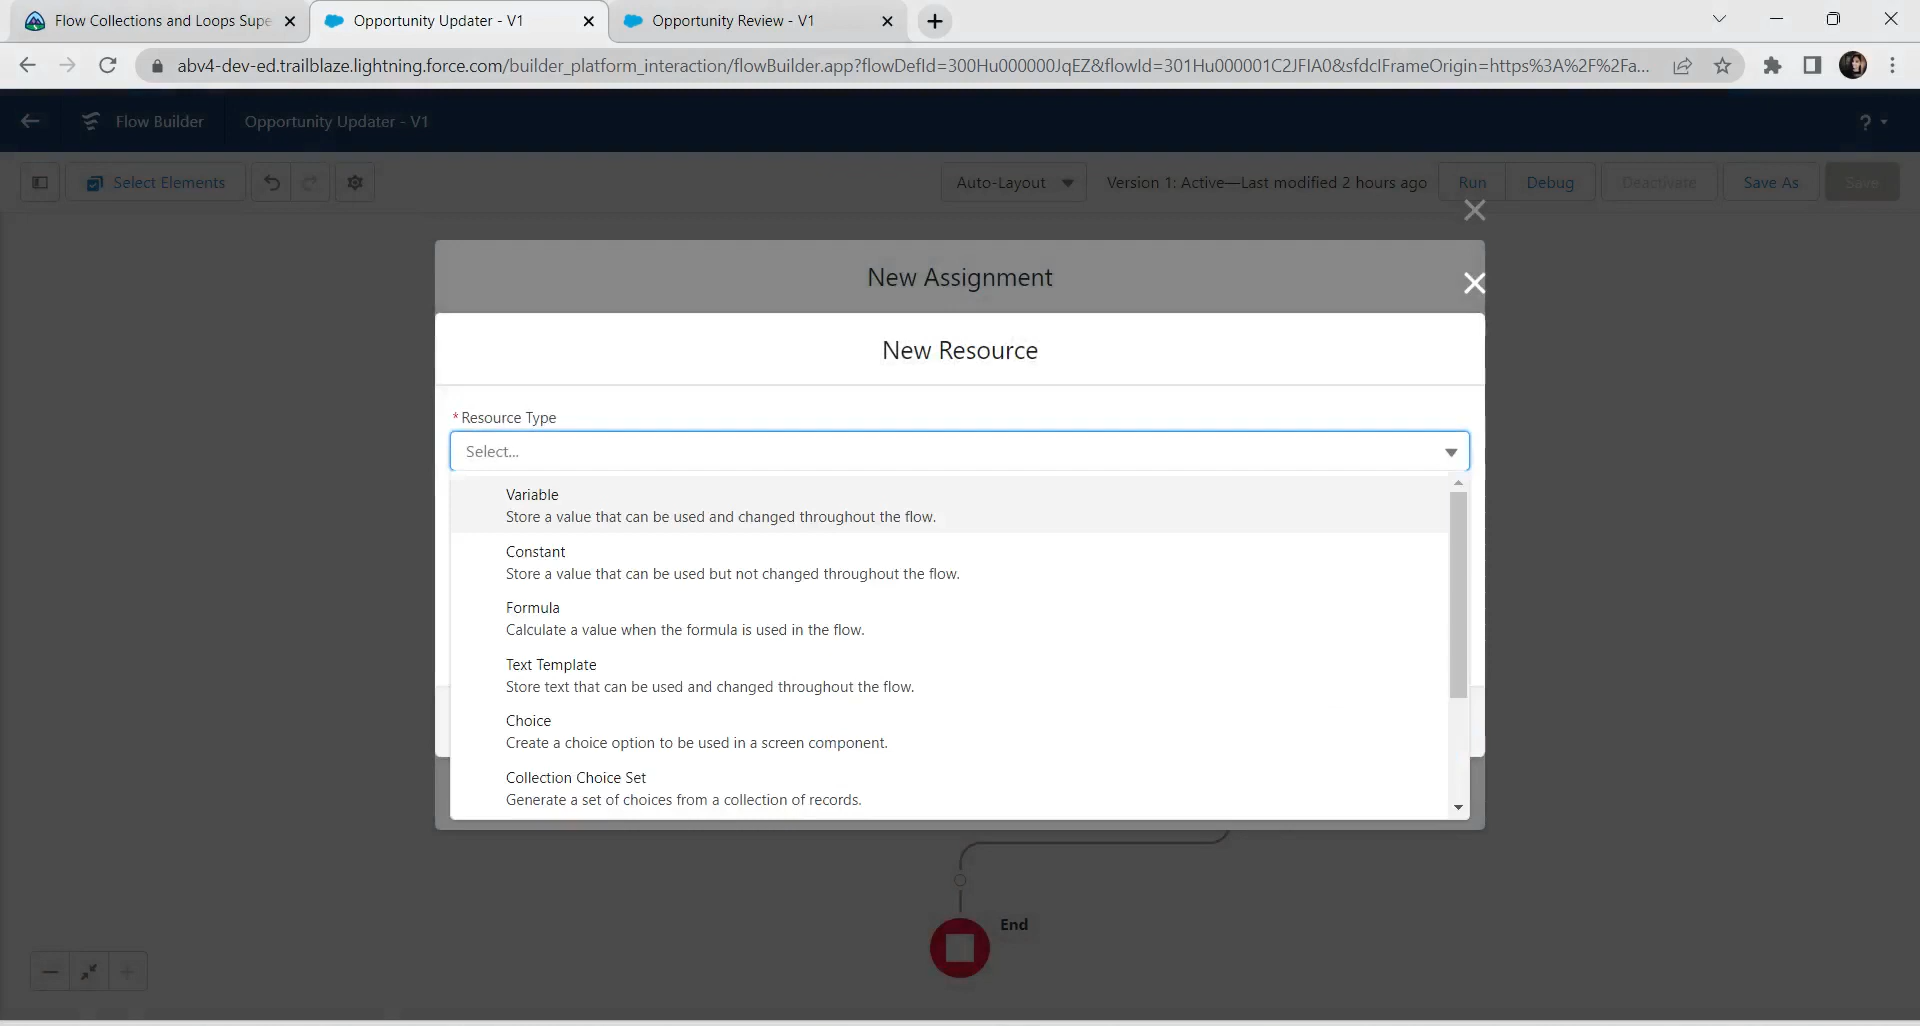 Flow Collections and Loops Supe
Opportunity Updater - V1
Opportunity Review - V1
abv4-dev-ed.trailblaze.lightning.force.com/builder_platform_interaction/flowBuilder.app?flowDefId=300Hu000000JqEZ&flowId=301Hu000001C2JFIA0&sfdcIFrameOrigin=https%3A%2F%2Fa...
Flow Builder
Opportunity Updater - V1
?
Select Elements
Auto-Layout
Version 1: Active—Last modified 2 hours ago
Run
Debug
Deactivate
Save As
Save
New Assignment
New Resource
* Resource Type
Select...
Variable
Store a value that can be used and changed throughout the flow.
Constant
Store a value that can be used but not changed throughout the flow.
Formula
Calculate a value when the formula is used in the flow.
Text Template
Store text that can be used and changed throughout the flow.
Choice
Create a choice option to be used in a screen component.
Collection Choice Set
Generate a set of choices from a collection of records.
End